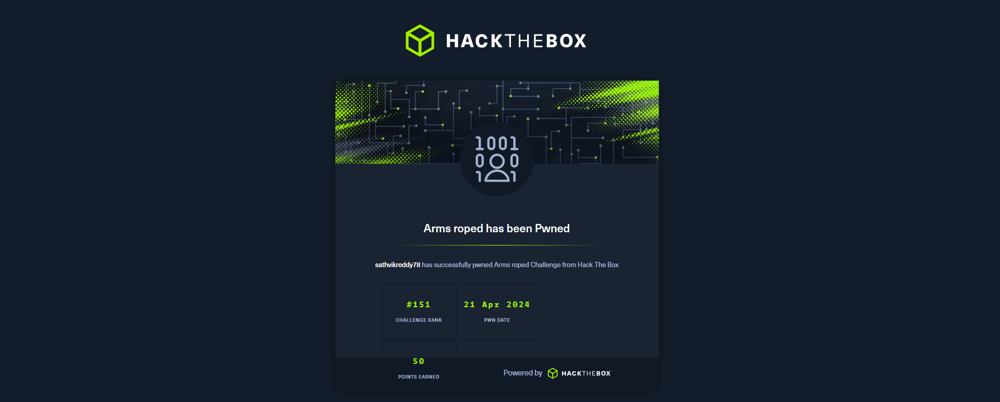 HACKTHEBOX
1001
0 0
1 1
Arms roped has been Pwned
sathvikreddy78 has successfully pwned Arms roped Challenge from Hack The Box
#151
CHALLENGE RANK
21 Apr 2024
PWN DATE
50
POINTS EARNED
Powered by HACKTHEBOX